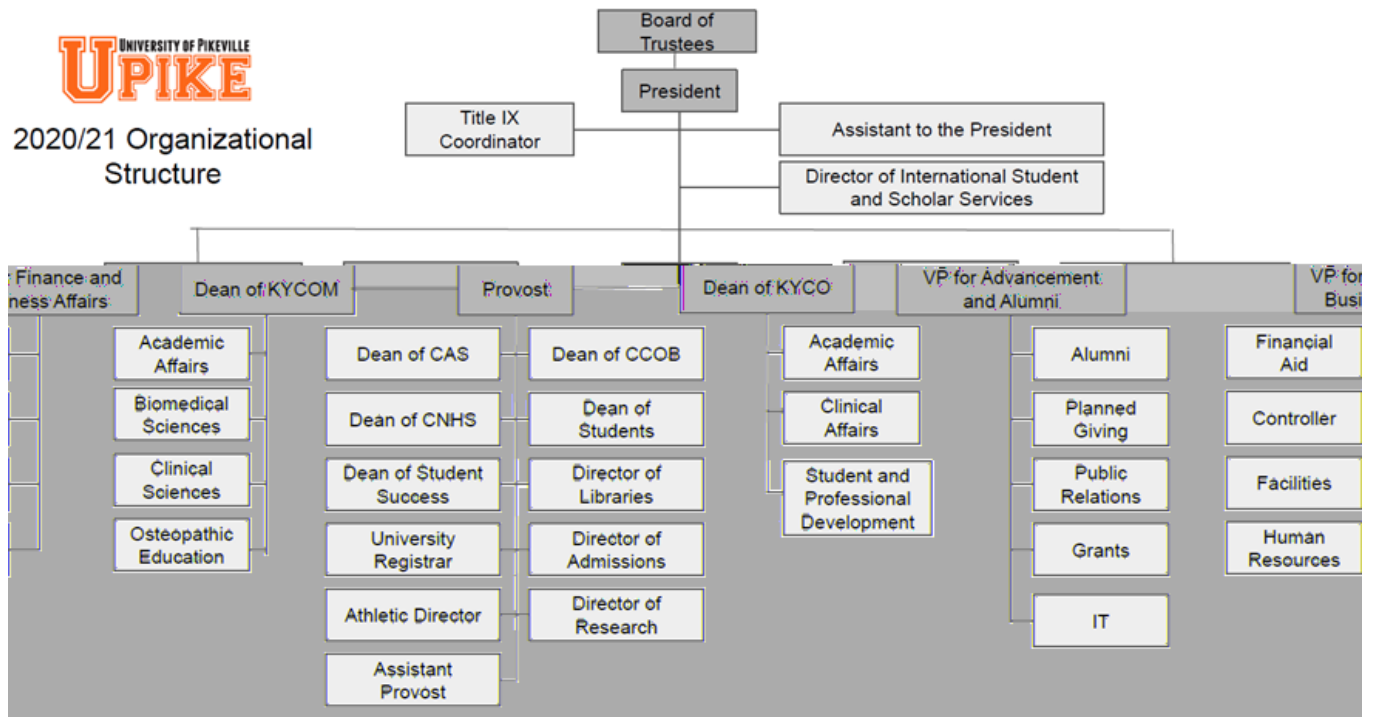 Board of
Trustees
UNIVERSITY OF PIKEVILLE
UPIKE
President
2020/21 Organizational
Structure
Title IX
Coordinator
Assistant to the President
Director of International Student
and Scholar Services
Finance and
ness Affairs
Dean of KYCOM
Provost
Dean of KYCO
VP for Advancement
and Alumni
VP for
Busi
Academic
Affairs
Biomedical
Sciences
Clinical
Sciences
Osteopathic
Education
Dean of CAS
Dean of CNHS
Dean of Student
Success
University
Registrar
Athletic Director
Assistant
Provost
Dean of CCOB
Dean of
Students
Director of
Libraries
Director of
Admissions
Director of
Research
Academic
Affairs
Clinical
Affairs
Student and
Professional
Development
Alumni
Planned
Giving
Public
Relations
Grants
IT
Financial
Aid
Controller
Facilities
Human
Resources